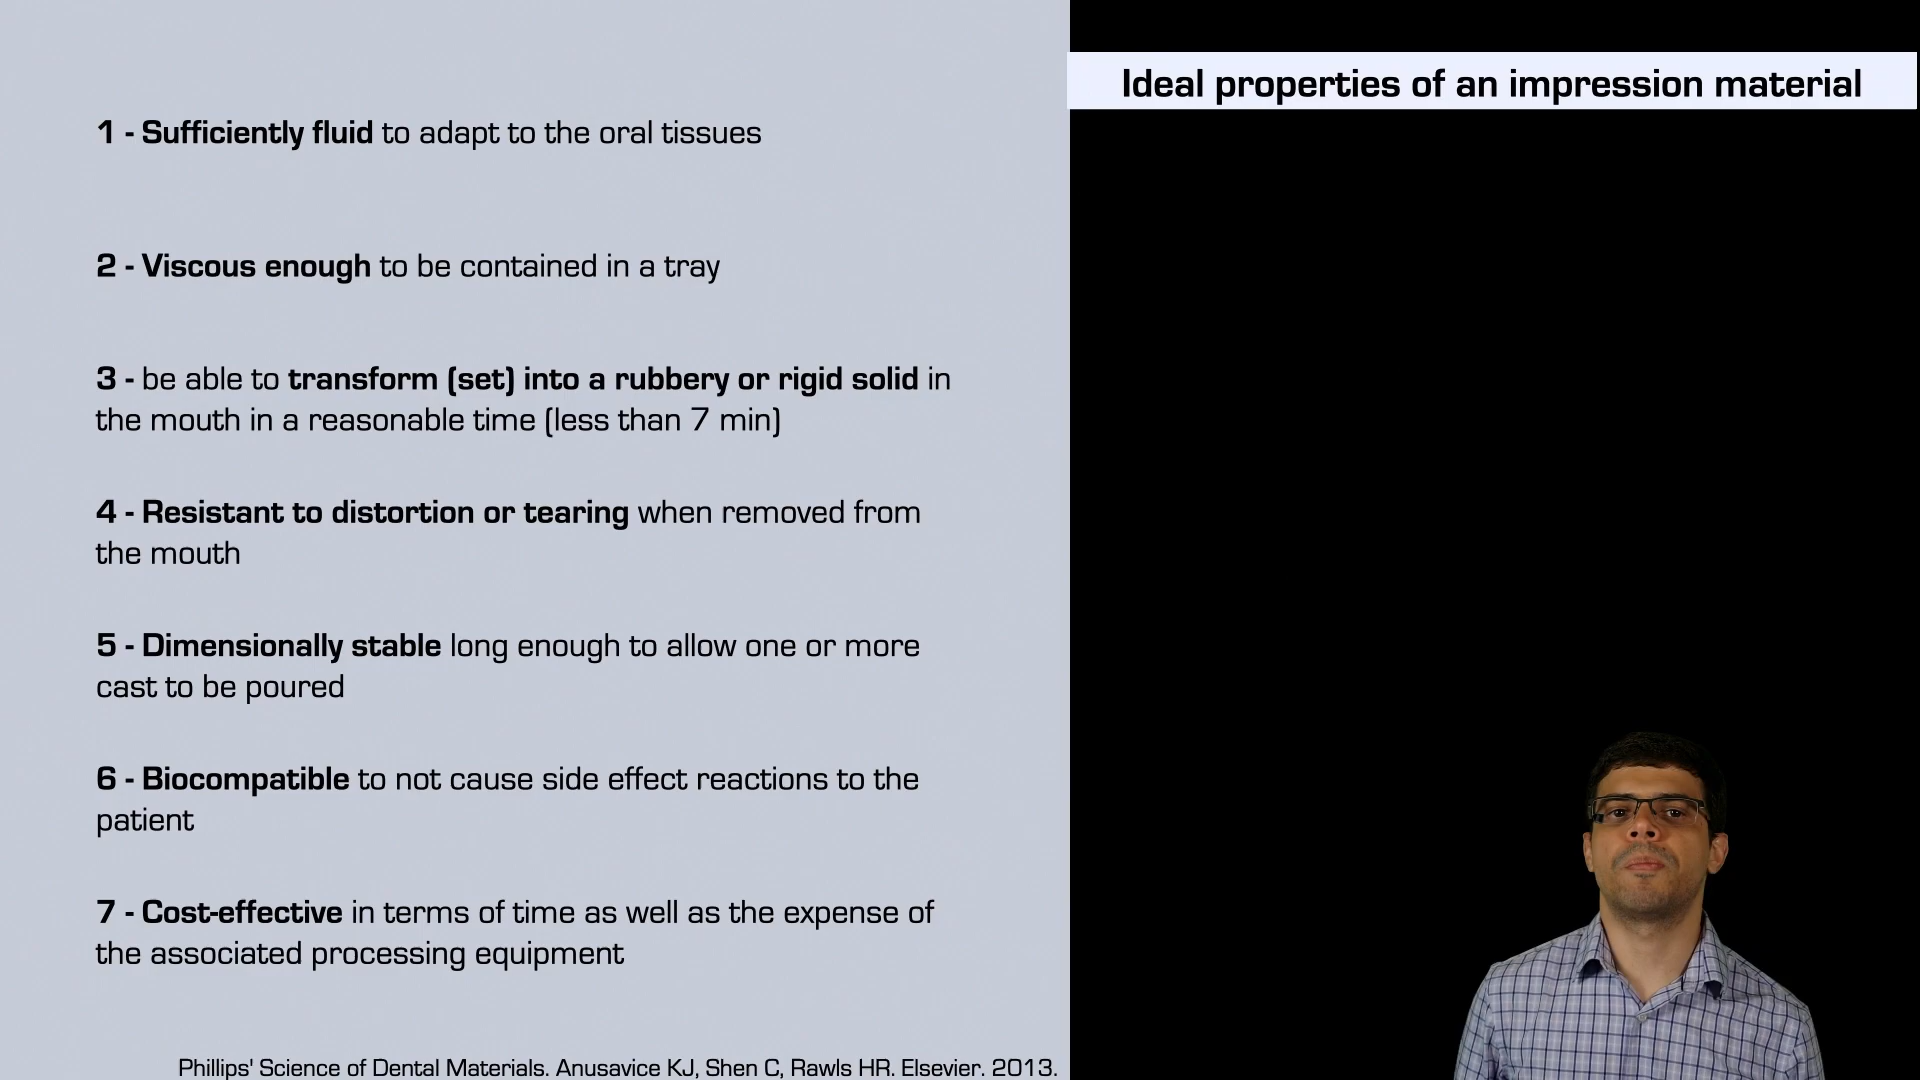 Ideal properties of an impression material
1 - Sufficiently fluid to adapt to the oral tissues
2 - Viscous enough to be contained in a tray
3 - be able to transform (set) into a rubbery or rigid solid in
the mouth in a reasonable time (less than 7 min)
4 - Resistant to distortion or tearing when removed from
the mouth
5 - Dimensionally stable long enough to allow one or more
cast to be poured
6 - Biocompatible to not cause side effect reactions to the
patient
7 - Cost-effective in terms of time as well as the expense of
the associated processing equipment
Phillips' Science of Dental Materials. Anusavice KJ, Shen C, Rawls HR. Elsevier. 2013.